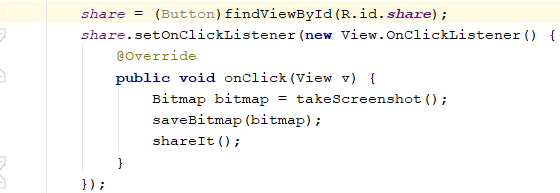 share = (Button)findViewById(R.id.share);
share.setOnClickListener(new View.OnClickListener() {
@Override
public void onClick(View v) {
Bitmap bitmap = takeScreenshot();
saveBitmap(bitmap);
shareIt();
}
});